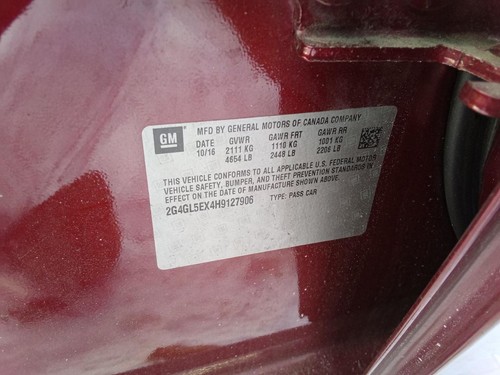 GM
MFD BY GENERAL MOTORS OF CANADA COMPANY
DATE GVWR GAWR FRT GAWR RR
10/16 2111 KG 1110 KG 1001 KG
4654 LB 2448 LB 2206 LB
THIS VEHICLE CONFORMS TO ALL APPLICABLE U.S. FEDERAL MOTOR
VEHICLE SAFETY, BUMPER, AND THEFT PREVENTION STANDARDS IN
EFFECT ON THE DATE OF MANUFACTURE SHOWN ABOVE.
2G4GL5EX4H9127906 TYPE: PASS CAR